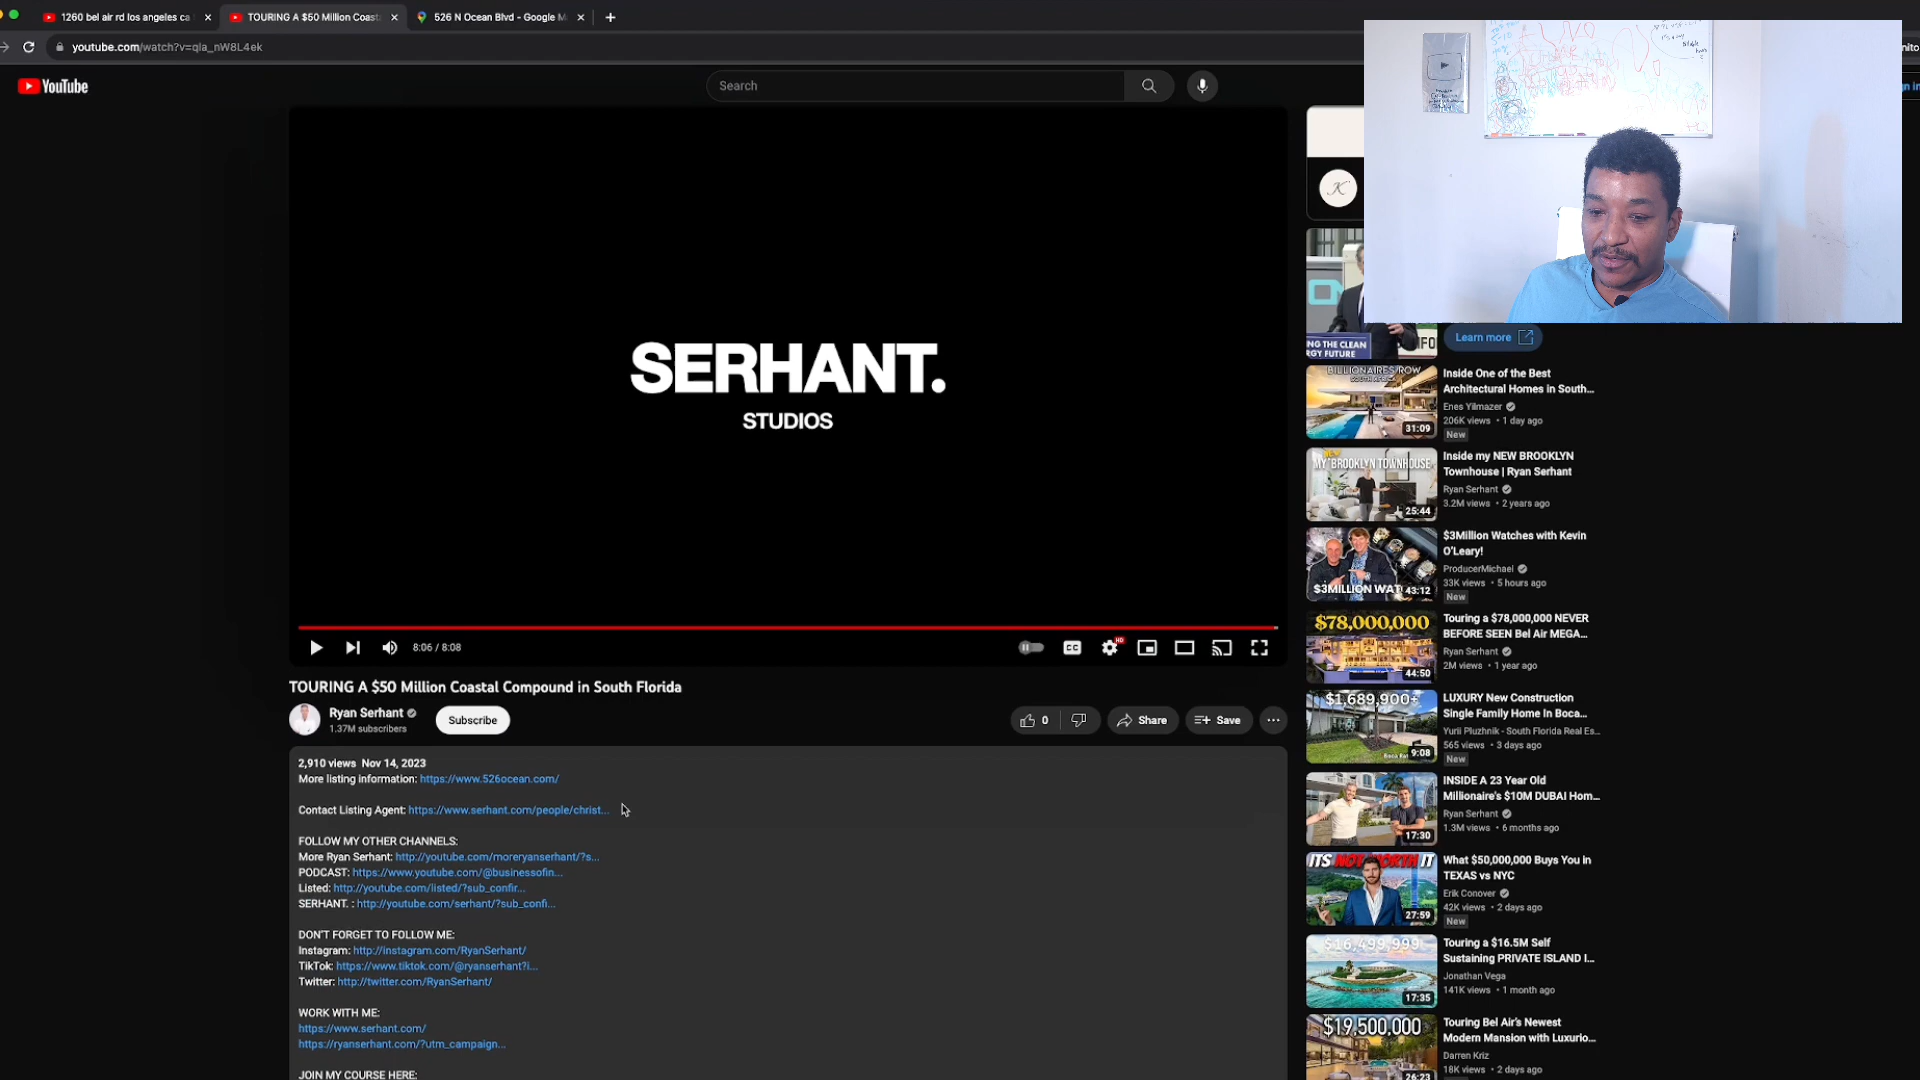 1260 bel air rd los angeles ca
TOURING A $50 Million Coast
526 N Ocean Blvd - Google M
youtube.com/watch?v=qla_nW8L4ek
YouTube
Search
SERHANT.
STUDIOS
8:06 / 8:08
CC
HD
TOURING A $50 Million Coastal Compound in South Florida
Ryan Serhant
1.37M subscribers
Subscribe
0
Share
Save
2,910 views Nov 14, 2023
More listing information: https://www.526ocean.com/
Contact Listing Agent: https://www.serhant.com/people/christ...
FOLLOW MY OTHER CHANNELS:
More Ryan Serhant: http://youtube.com/moreryanserhant/?s...
PODCAST: https://www.youtube.com/@businessofin...
Listed: http://youtube.com/listed/?sub_confir...
SERHANT. : http://youtube.com/serhant/?sub_confi...
DON'T FORGET TO FOLLOW ME:
Instagram: http://instagram.com/RyanSerhant/
TikTok: https://www.tiktok.com/@ryanserhant?i...
Twitter: http://twitter.com/RyanSerhant/
WORK WITH ME:
https://www.serhant.com/
https://ryanserhant.com/?utm_campaign...
JOIN MY COURSE HERE:
K
ING THE CLEAN
RGY FUTURE
Learn more
BILLIONAIRES ROW
SOUTH AFRICA
31:09
Inside One of the Best
Architectural Homes in South...
Enes Yilmazer
206K views • 1 day ago
New
NEW
MY BROOKLYN TOWNHOUSE
25:44
Inside my NEW BROOKLYN
Townhouse | Ryan Serhant
Ryan Serhant
3.2M views • 2 years ago
$3MILLION WAT
43:12
$3Million Watches with Kevin
O'Leary!
ProducerMichael
33K views • 5 hours ago
New
$78,000,000
44:50
Touring a $78,000,000 NEVER
BEFORE SEEN Bel Air MEGA...
Ryan Serhant
2M views • 1 year ago
$1,689,900+
9:08
LUXURY New Construction
Single Family Home In Boca...
Yurii Pluzhnik - South Florida Real Es...
565 views • 3 days ago
New
17:30
INSIDE A 23 Year Old
Millionaire's $10M DUBAI Hom...
Ryan Serhant
1.3M views • 6 months ago
ITS NOT WORTH IT
27:59
What $50,000,000 Buys You in
TEXAS vs NYC
Erik Conover
42K views • 2 days ago
New
$16,499,999
17:35
Touring a $16.5M Self
Sustaining PRIVATE ISLAND I...
Jonathan Vega
141K views • 1 month ago
$19,500,000
26:23
Touring Bel Air's Newest
Modern Mansion with Luxurio...
Darren Kriz
18K views • 2 days ago